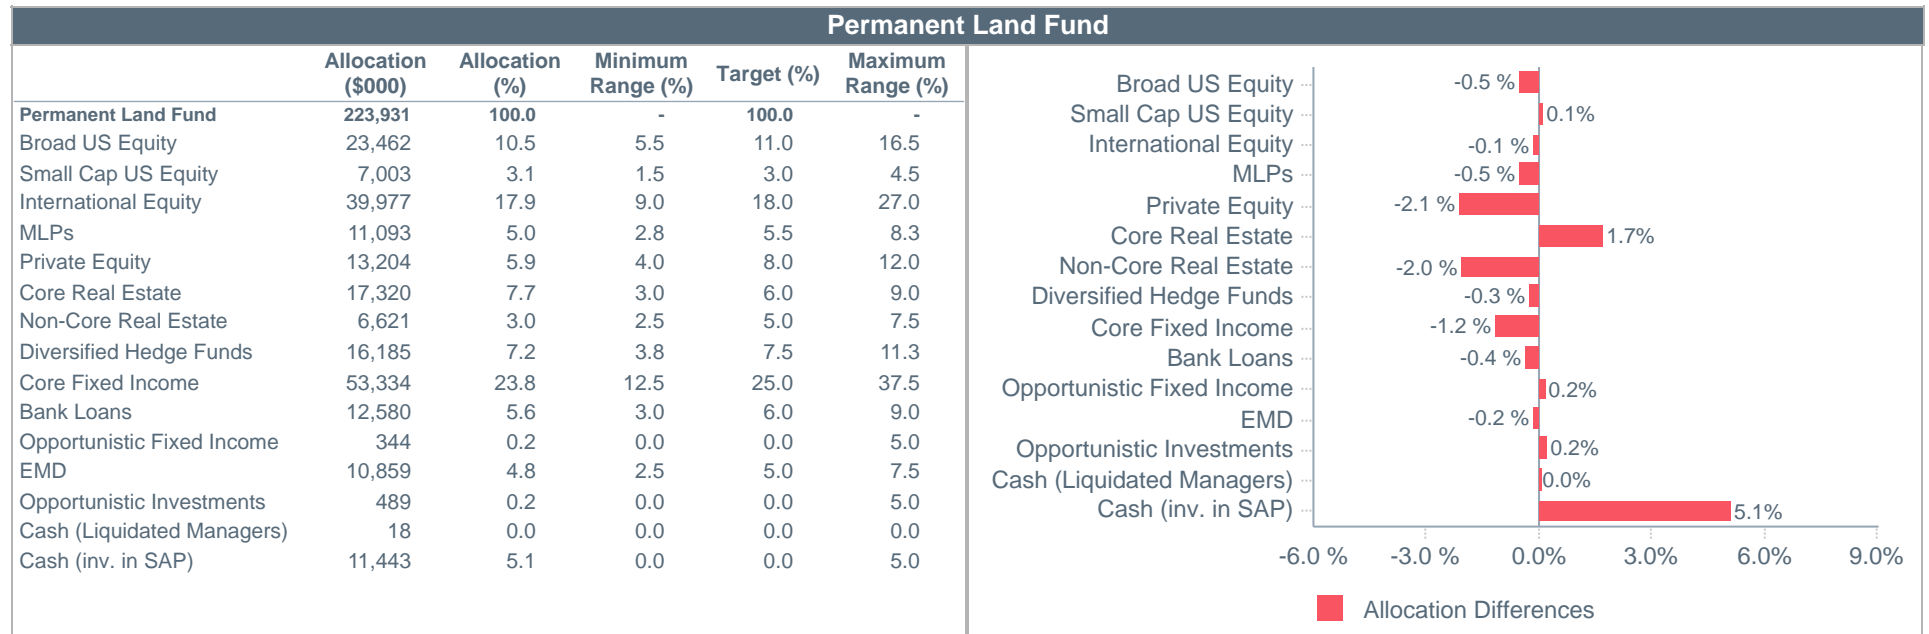 Permanent Land Fund
Allocation ($000) Allocation (%) Minimum Range (%) Target (%) Maximum Range (%)
Permanent Land Fund 223,931 100.0 - 100.0 -
Broad US Equity 23,462 10.5 5.5 11.0 16.5
Small Cap US Equity 7,003 3.1 1.5 3.0 4.5
International Equity 39,977 17.9 9.0 18.0 27.0
MLPs 11,093 5.0 2.8 5.5 8.3
Private Equity 13,204 5.9 4.0 8.0 12.0
Core Real Estate 17,320 7.7 3.0 6.0 9.0
Non-Core Real Estate 6,621 3.0 2.5 5.0 7.5
Diversified Hedge Funds 16,185 7.2 3.8 7.5 11.3
Core Fixed Income 53,334 23.8 12.5 25.0 37.5
Bank Loans 12,580 5.6 3.0 6.0 9.0
Opportunistic Fixed Income 344 0.2 0.0 0.0 5.0
EMD 10,859 4.8 2.5 5.0 7.5
Opportunistic Investments 489 0.2 0.0 0.0 5.0
Cash (Liquidated Managers) 18 0.0 0.0 0.0 0.0
Cash (inv. in SAP) 11,443 5.1 0.0 0.0 5.0
Broad US Equity -0.5 %
Small Cap US Equity 0.1%
International Equity -0.1 %
MLPs -0.5 %
Private Equity -2.1 %
Core Real Estate 1.7%
Non-Core Real Estate -2.0 %
Diversified Hedge Funds -0.3 %
Core Fixed Income -1.2 %
Bank Loans -0.4 %
Opportunistic Fixed Income 0.2%
EMD -0.2 %
Opportunistic Investments 0.2%
Cash (Liquidated Managers) 0.0%
Cash (inv. in SAP) 5.1%
-6.0 % -3.0 % 0.0% 3.0% 6.0% 9.0%
Allocation Differences